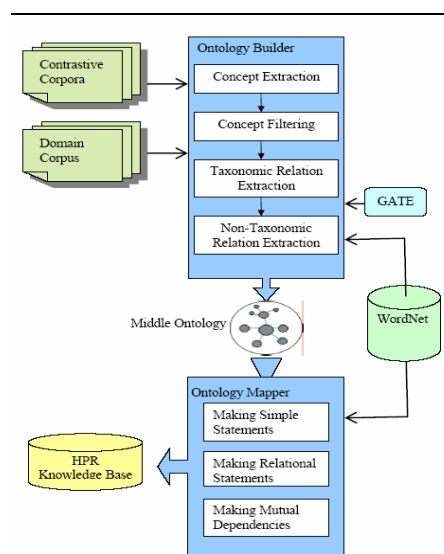 Ontology Builder
Contrastive
Corpora
Concept Extraction
Concept Filtering
Domain
Corpus
Taxonomic Relation
Extraction
GATE
Non-Taxonomic
Relation Extraction
Middle Ontology
WordNet
Ontology Mapper
Making Simple
Statements
HPR
Knowledge Base
Making Relational
Statements
Making Mutual
Dependencies